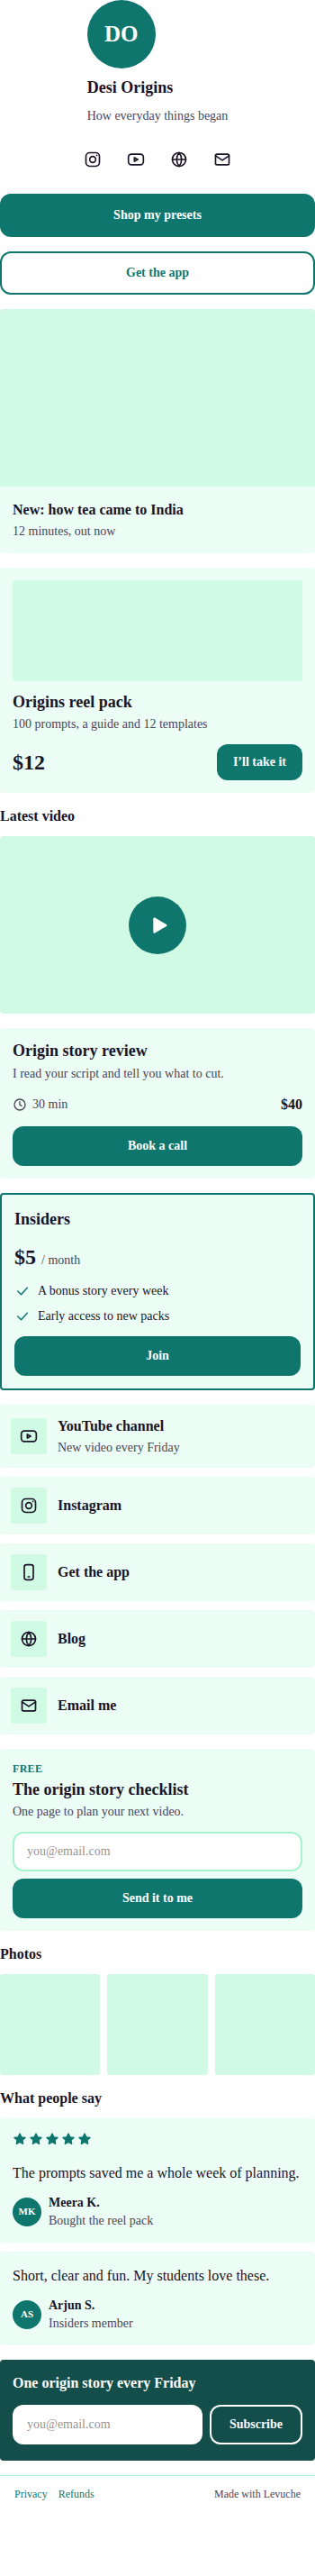 DO
Desi Origins
How everyday things began
Shop my presets
Get the app
New: how tea came to India
12 minutes, out now
Origins reel pack
100 prompts, a guide and 12 templates
$12
I’ll take it
Latest video
Origin story review
I read your script and tell you what to cut.
30 min
$40
Book a call
Insiders
$5 / month
A bonus story every week
Early access to new packs
Join
YouTube channel
New video every Friday
Instagram
Get the app
Blog
Email me
FREE
The origin story checklist
One page to plan your next video.
you@email.com
Send it to me
Photos
What people say
The prompts saved me a whole week of planning.
MK
Meera K.
Bought the reel pack
Short, clear and fun. My students love these.
AS
Arjun S.
Insiders member
One origin story every Friday
you@email.com
Subscribe
Privacy
Refunds
Made with Levuche